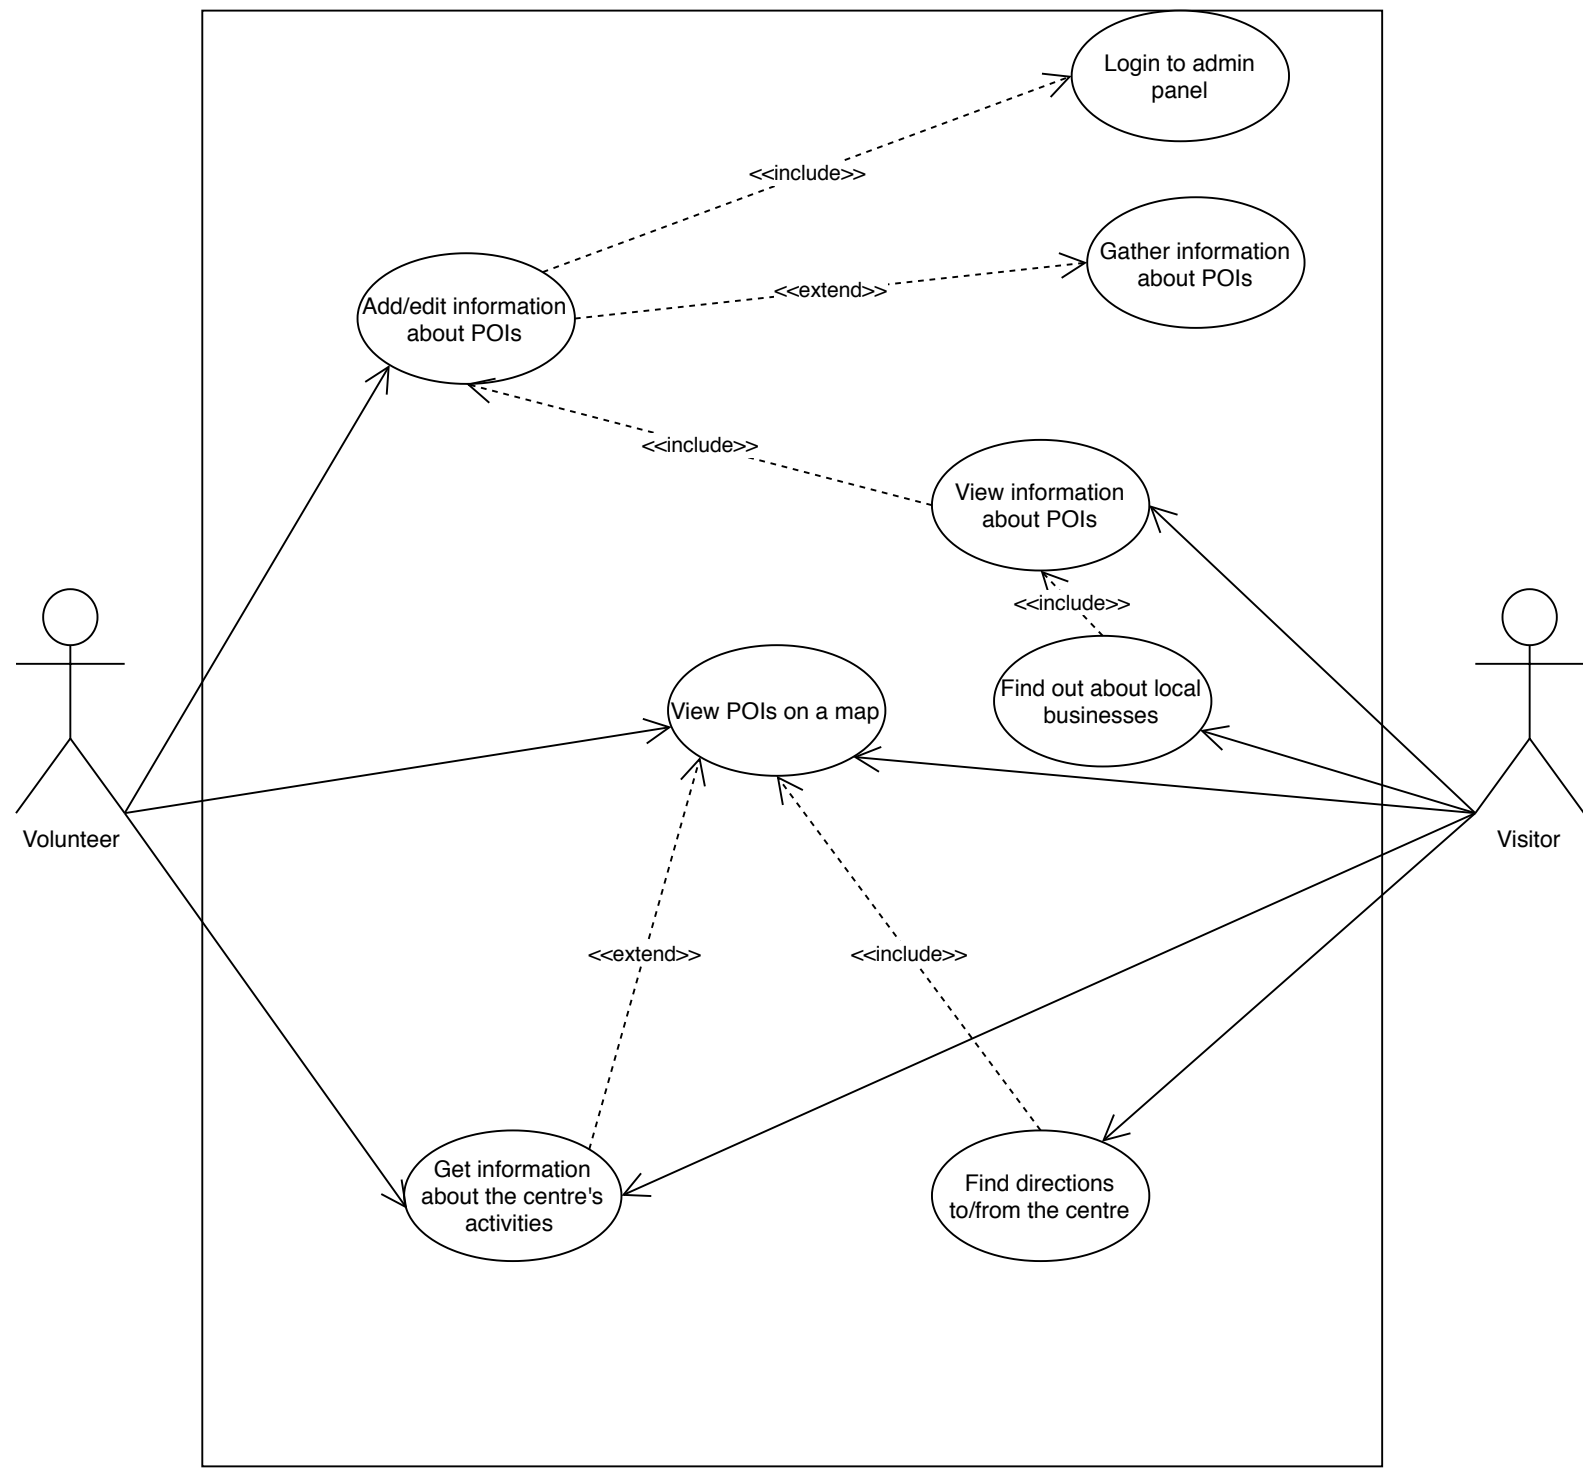 Login to admin
panel
<<include>>
Gather information
about POIs
<<extend>>
Add/edit information
about POIs
<<include>>
View information
about POIs
<<include>>
Find out about local
businesses
View POIs on a map
Volunteer
Visitor
<<extend>>
<<include>>
Get information
about the centre's
activities
Find directions
to/from the centre